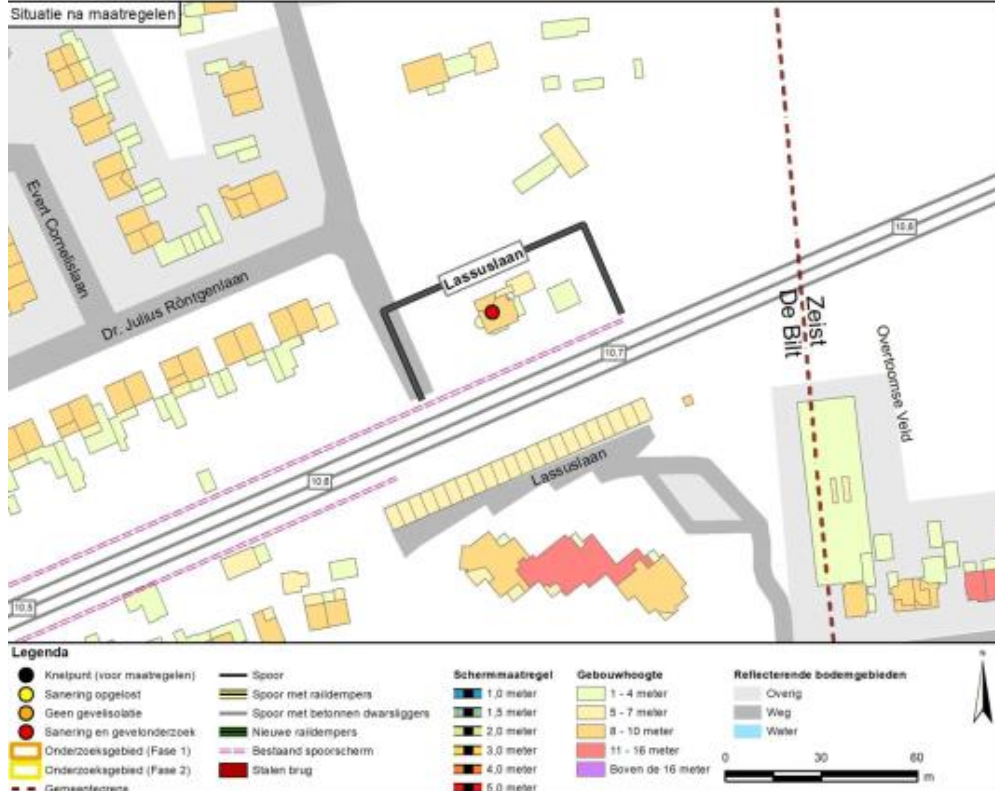 Situatie na maatregelen
Evert Cornelislaan
Dr. Julius Röntgenlaan
Lassuslaan
10,8
10,7
Zeist
De Bilt
Overtoomse Veld
Lassuslaan
10,6
10,5
Legenda
Knelpunt (voor maatregelen)
Sanering opgelost
Geen gevelisolatie
Sanering en gevelonderzoek
Onderzoeksgebied (Fase 1)
Onderzoeksgebied (Fase 2)
Gemeentegrens
Spoor
Spoor met raildempers
Spoor met betonnen dwarsliggers
Nieuwe raildempers
Bestaand spoorscherm
Stalen brug
Schermmaatregel
1,0 meter
1,5 meter
2,0 meter
3,0 meter
4,0 meter
5,0 meter
Gebouwhoogte
1 - 4 meter
5 - 7 meter
8 - 10 meter
11 - 16 meter
Boven de 16 meter
Reflecterende bodemgebieden
Overig
Weg
Water
0 30 60
m